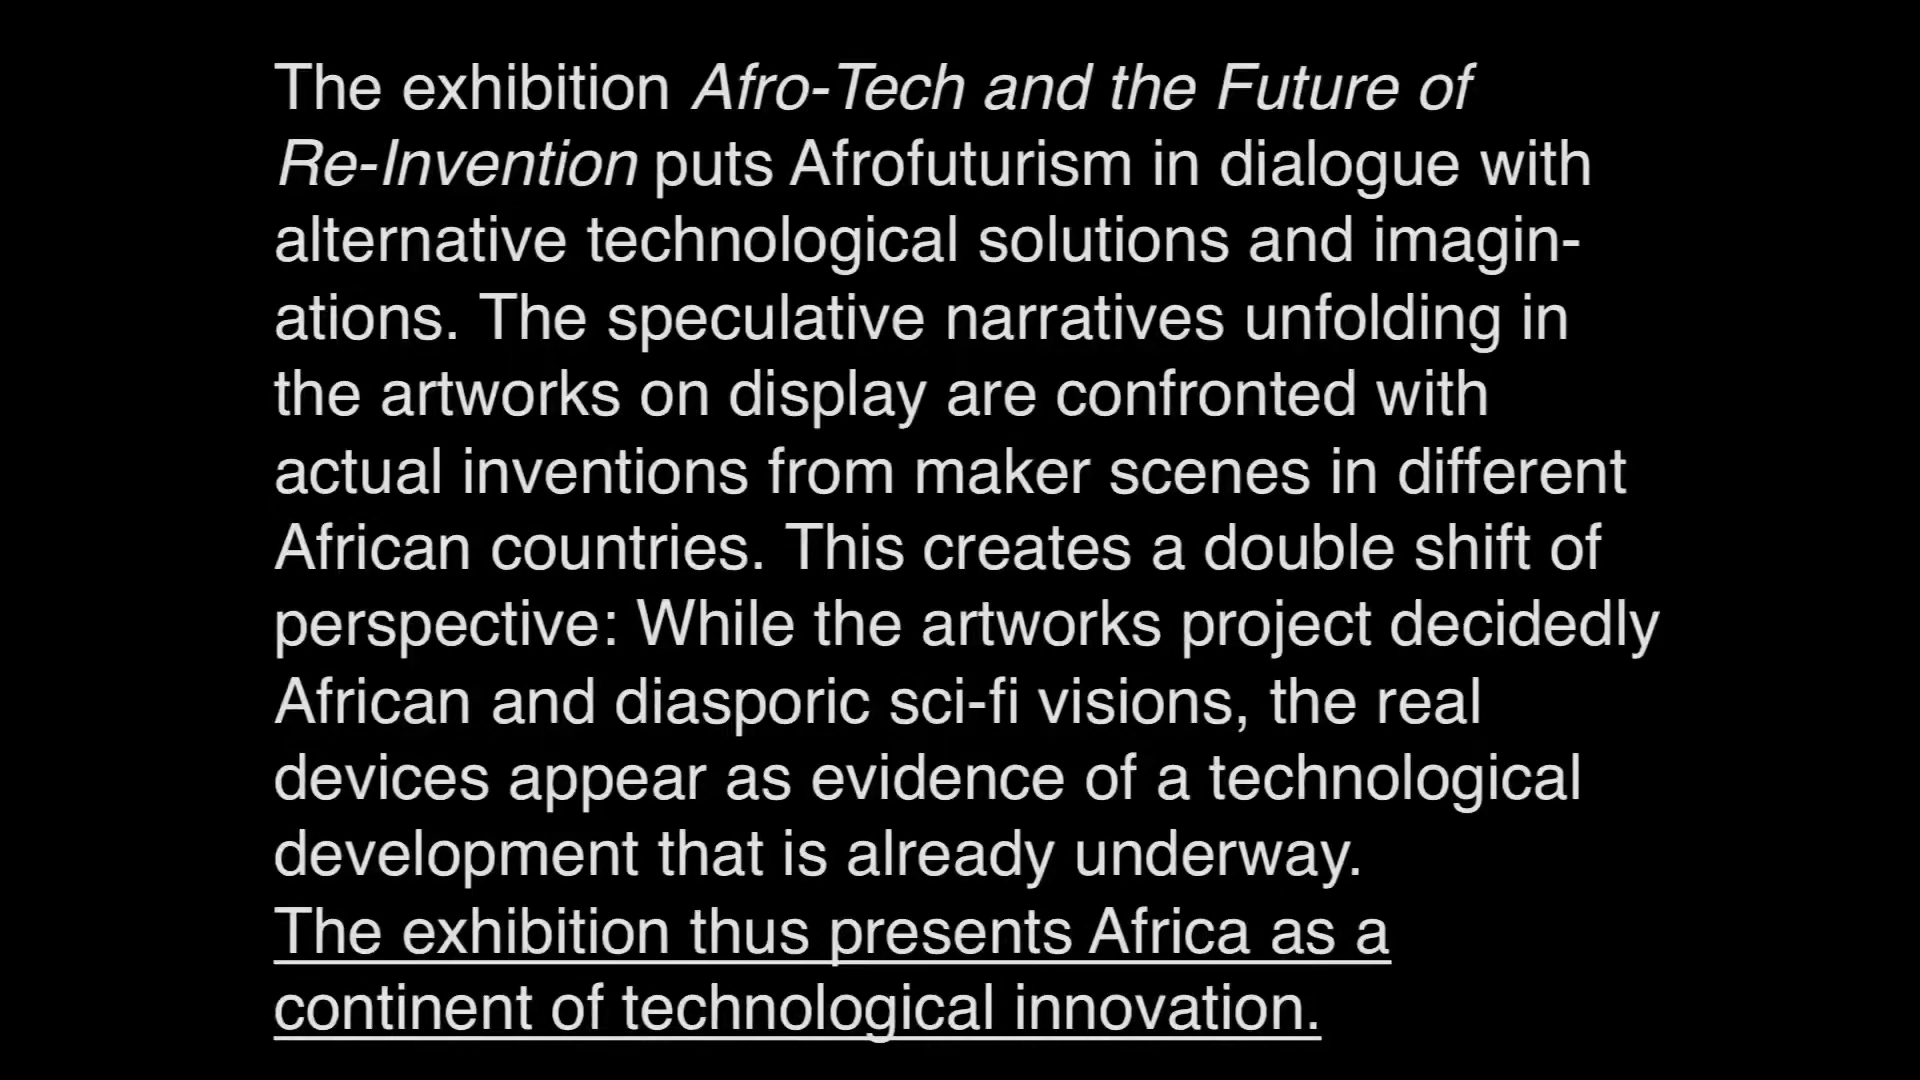 The exhibition Afro-Tech and the Future of
Re-Invention puts Afrofuturism in dialogue with
alternative technological solutions and imagin-
ations. The speculative narratives unfolding in
the artworks on display are confronted with
actual inventions from maker scenes in different
African countries. This creates a double shift of
perspective: While the artworks project decidedly
African and diasporic sci-fi visions, the real
devices appear as evidence of a technological
development that is already underway.
The exhibition thus presents Africa as a
continent of technological innovation.